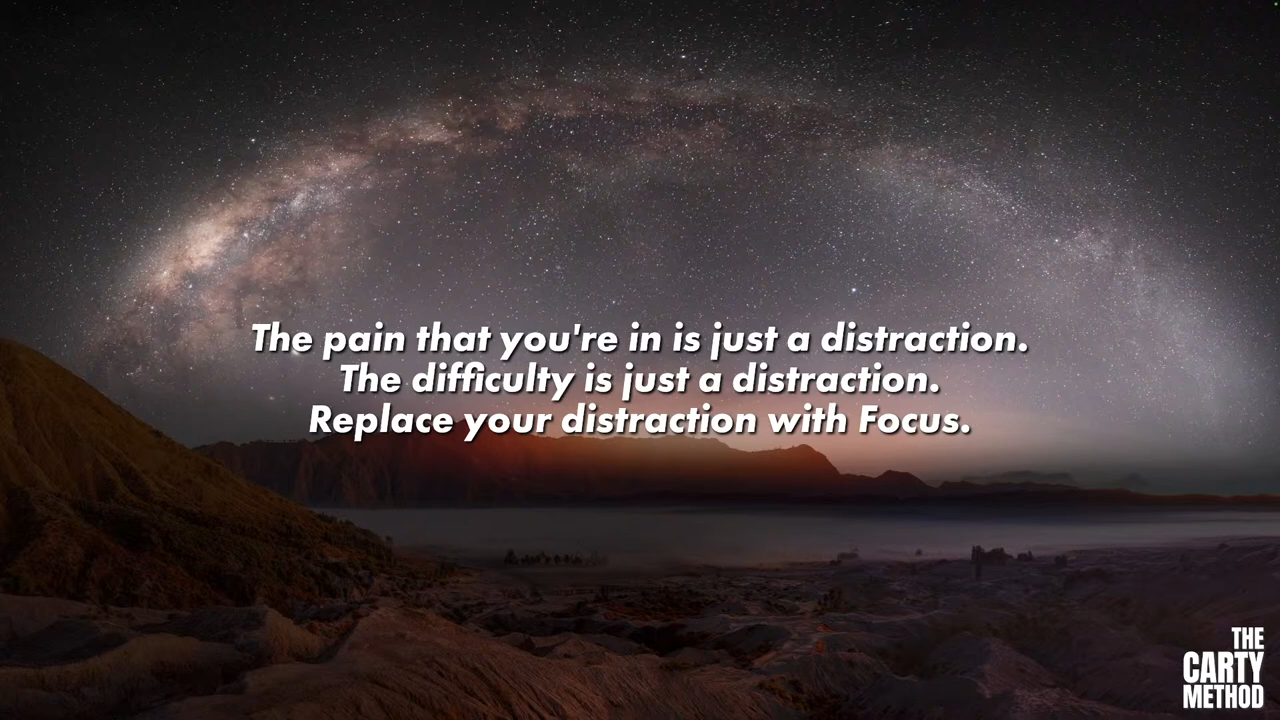 The pain that you're in is just a distraction.
The difficulty is just a distraction.
Replace your distraction with Focus.
THE
CARTY
METHOD